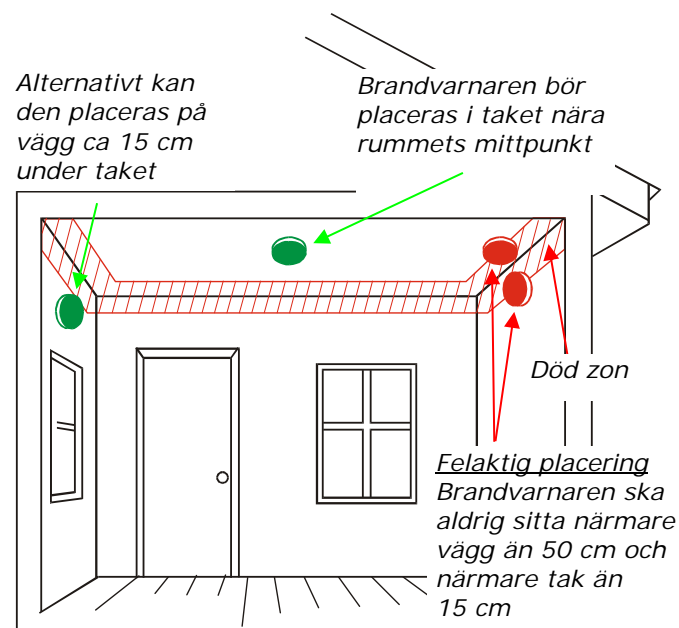 Alternativt kan
den placeras på
vägg ca 15 cm
under taket
Brandvarnaren bör
placeras i taket nära
rummets mittpunkt
Död zon
Felaktig placering
Brandvarnaren ska
aldrig sitta närmare
vägg än 50 cm och
närmare tak än
15 cm